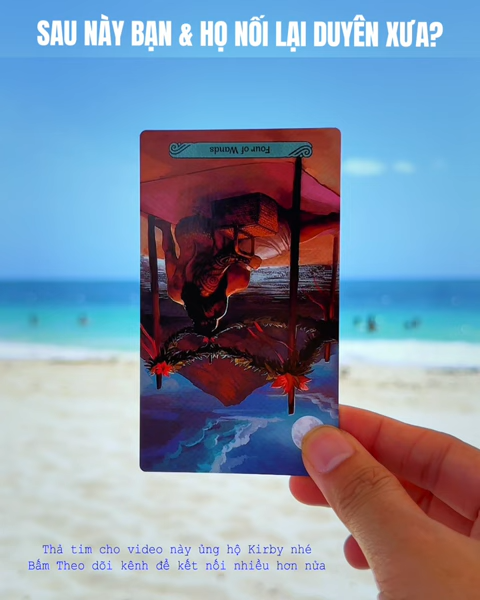 SAU NÀY BẠN & HỌ NỐI LẠI DUYÊN XƯA?
Four of Wands
Thả tim cho video này ủng hộ Kirby nhé
Bấm Theo dõi kênh để kết nối nhiều hơn nửa